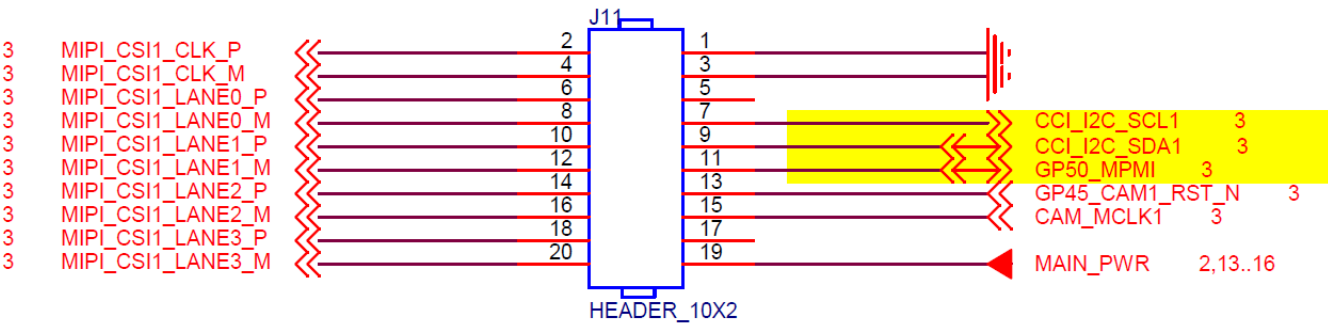 J11
3 MIPI_CSI1_CLK_P 2 1
3 MIPI_CSI1_CLK_M 4 3
3 MIPI_CSI1_LANE0_P 6 5
3 MIPI_CSI1_LANE0_M 8 7 CCI_I2C_SCL1 3
3 MIPI_CSI1_LANE1_P 10 9 CCI_I2C_SDA1 3
3 MIPI_CSI1_LANE1_M 12 11 GP50_MPMI 3
3 MIPI_CSI1_LANE2_P 14 13 GP45_CAM1_RST_N 3
3 MIPI_CSI1_LANE2_M 16 15 CAM_MCLK1 3
3 MIPI_CSI1_LANE3_P 18 17
3 MIPI_CSI1_LANE3_M 20 19 MAIN_PWR 2,13..16
HEADER_10X2